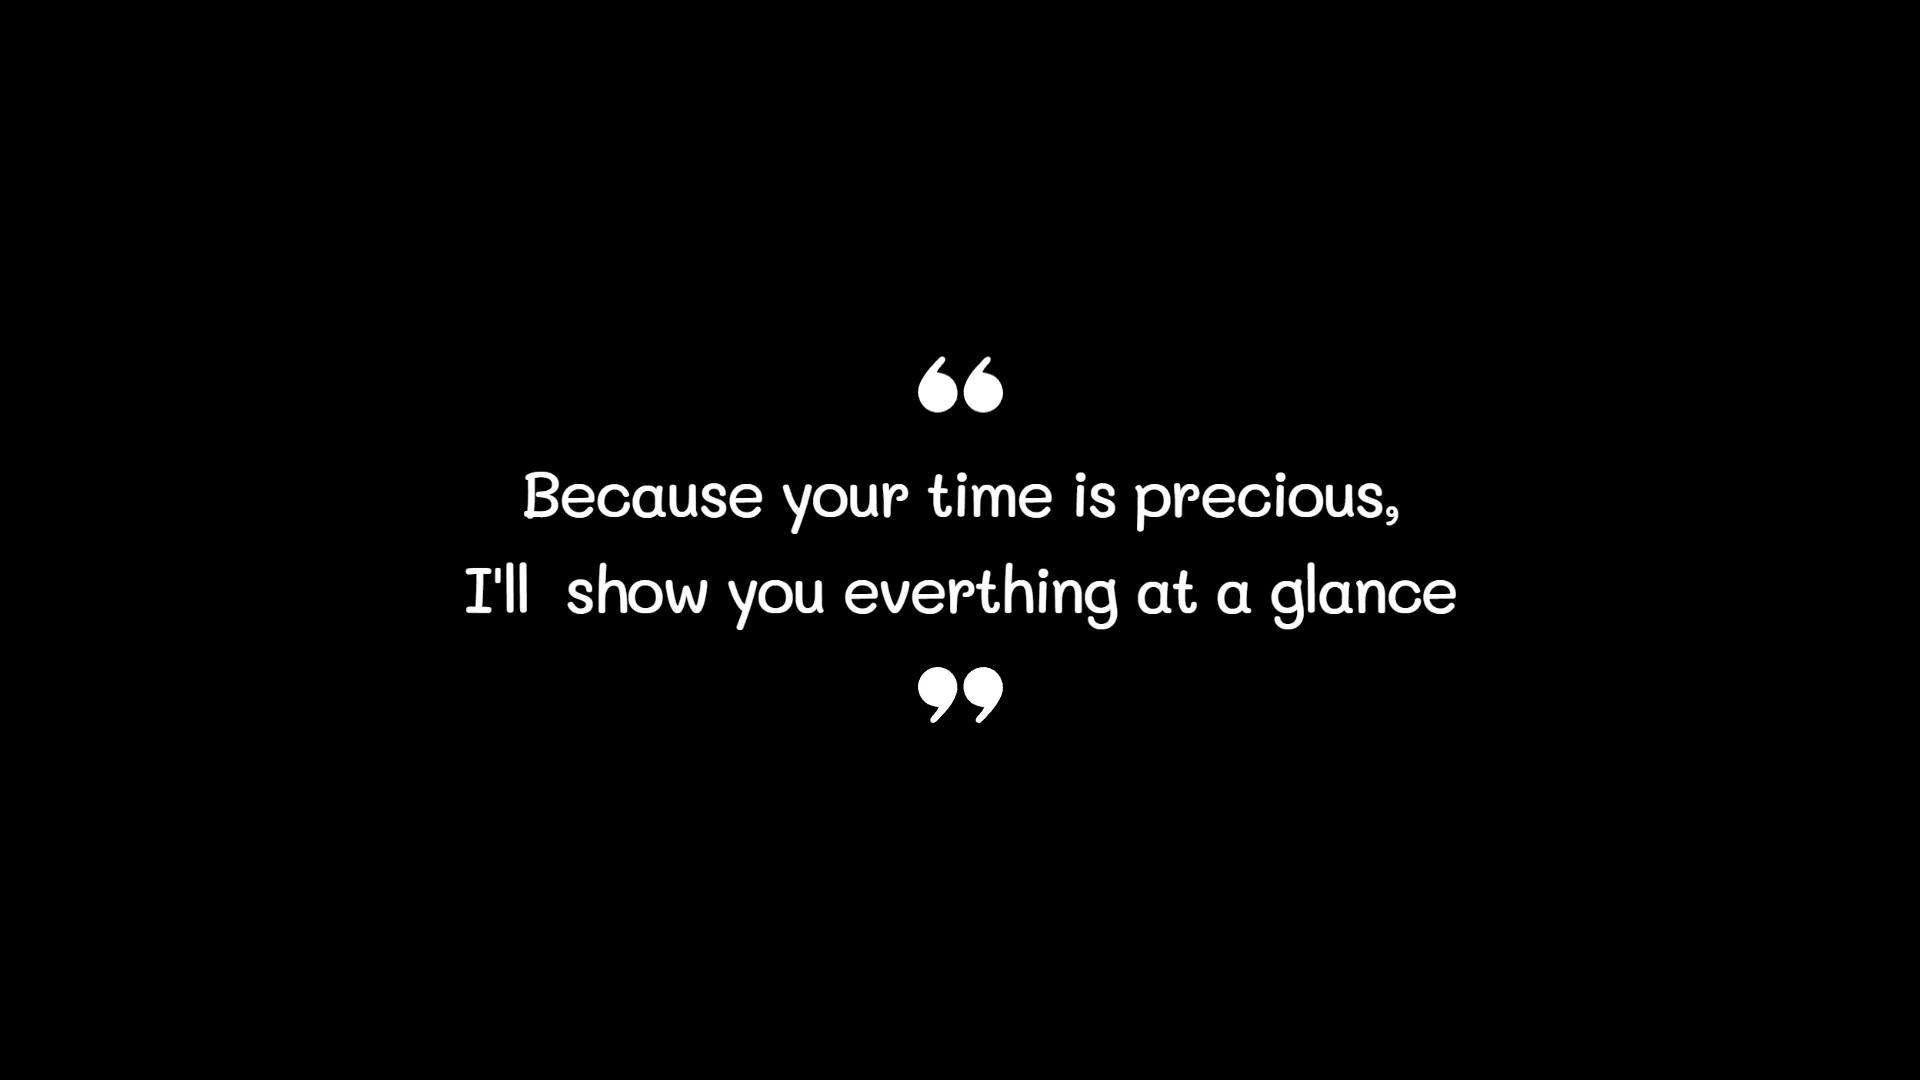 “
Because your time is precious,
I'll  show you everthing at a glance
”